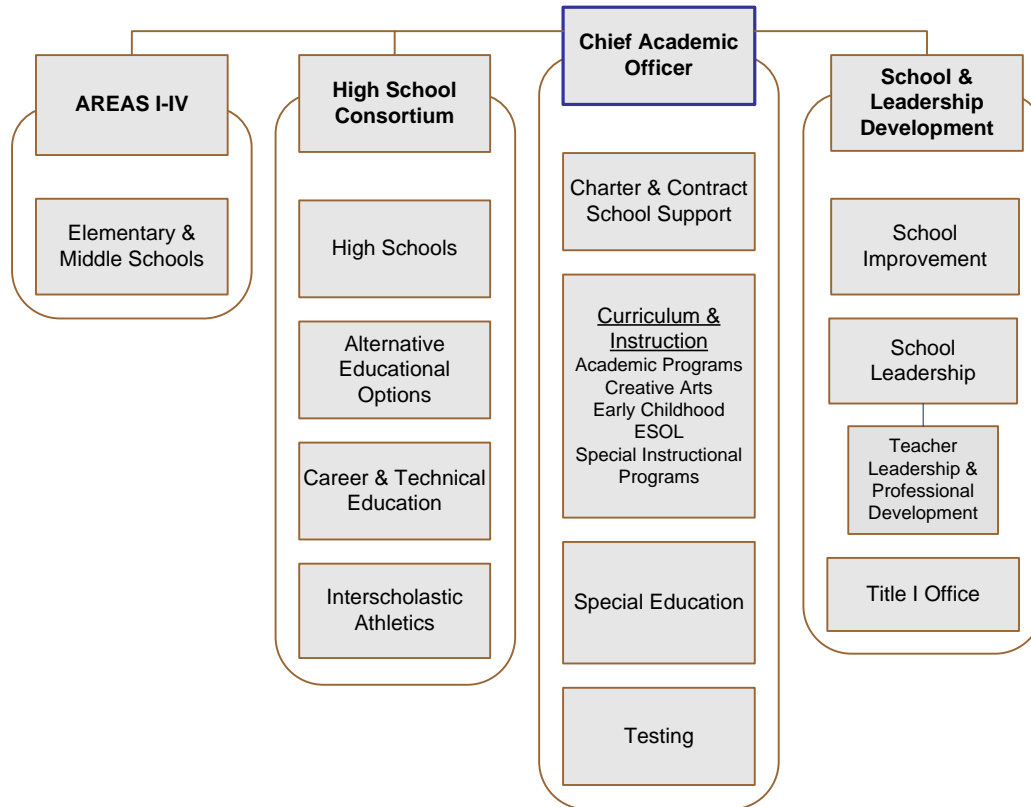 Chief Academic
Officer
AREAS I-IV
High School
Consortium
School &
Leadership
Development
Elementary &
Middle Schools
High Schools
Alternative
Educational
Options
Career & Technical
Education
Interscholastic
Athletics
Charter & Contract
School Support
Curriculum &
Instruction
Academic Programs
Creative Arts
Early Childhood
ESOL
Special Instructional
Programs
Special Education
Testing
School
Improvement
School
Leadership
Teacher
Leadership &
Professional
Development
Title I Office